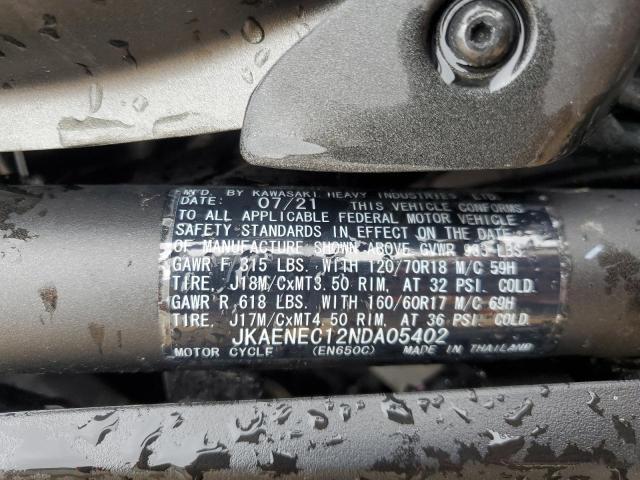 MFD. BY KAWASAKI HEAVY INDUSTRIES, LTD.
DATE: 07/21 THIS VEHICLE CONFORMS
TO ALL APPLICABLE FEDERAL MOTOR VEHICLE
SAFETY STANDARDS IN EFFECT ON THE DATE
OF MANUFACTURE SHOWN ABOVE GVWR 933 LBS
GAWR F, 315 LBS. WITH 120/70R18 M/C 59H
TIRE, J18M/CxMT3.50 RIM, AT 32 PSI. COLD.
GAWR R, 618 LBS. WITH 160/60R17 M/C 69H
TIRE, J17M/CxMT4.50 RIM, AT 36 PSI. COLD.
JKAENEC12NDA05402
MOTOR CYCLE (EN650C) MADE IN THAILAND